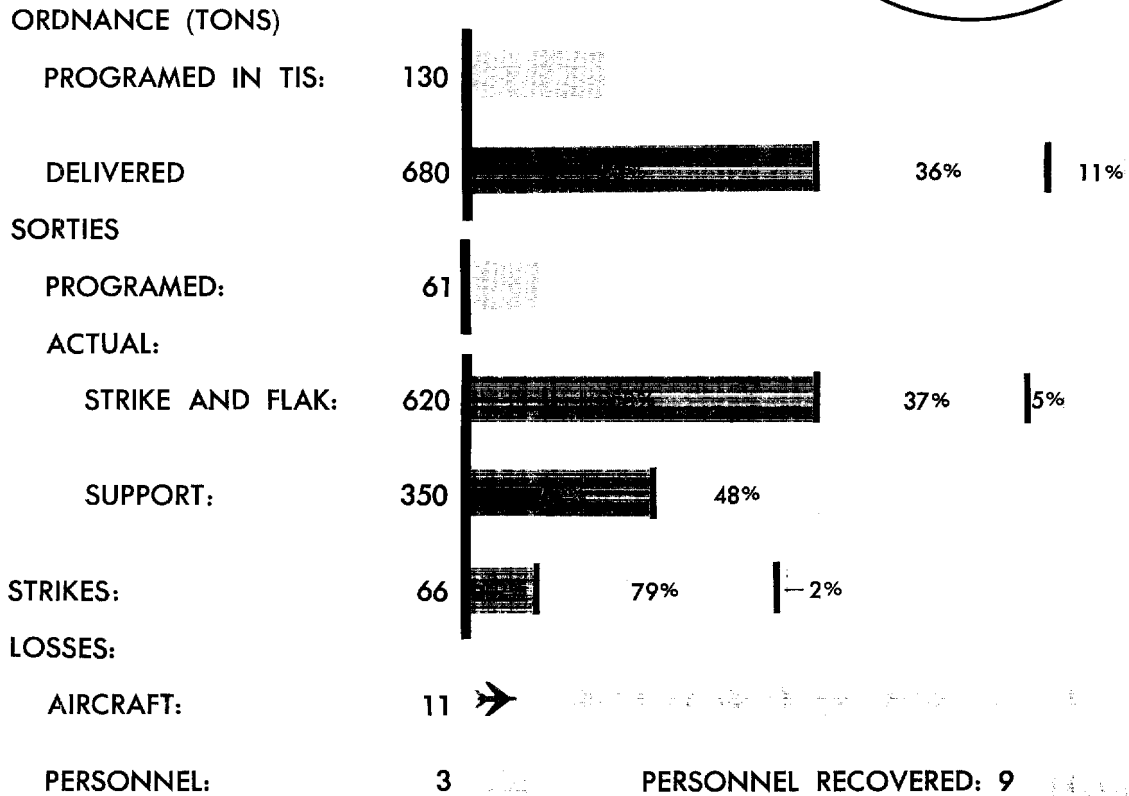 ORDNANCE (TONS)
PROGRAMED IN TIS: 130
DELIVERED 680 36% 11%
SORTIES
PROGRAMED: 61
ACTUAL:
STRIKE AND FLAK: 620 37% 5%
SUPPORT: 350 48%
STRIKES: 66 79% 2%
LOSSES:
AIRCRAFT: 11
PERSONNEL: 3 PERSONNEL RECOVERED: 9